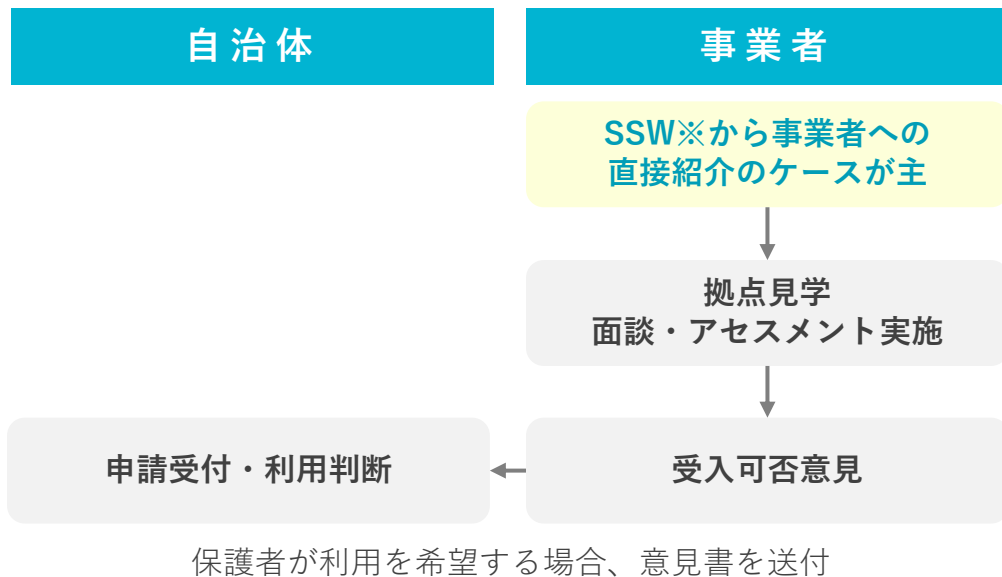 自治体
事業者
SSW※から事業者への
直接紹介のケースが主
拠点見学
面談・アセスメント実施
申請受付・利用判断
受入可否意見
保護者が利用を希望する場合、意見書を送付